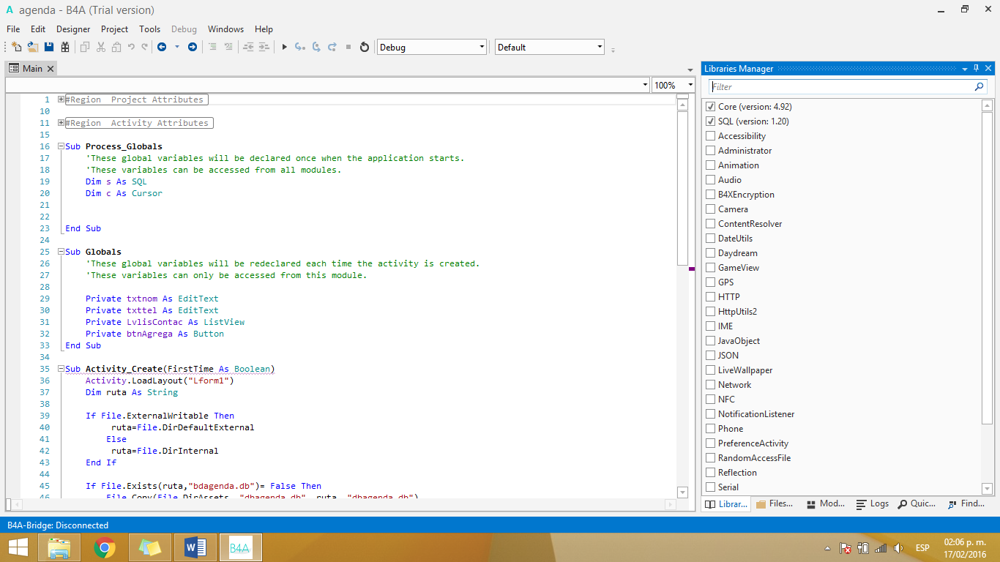 agenda - B4A (Trial version)
File Edit Designer Project Tools Debug Windows Help
Debug Default
Main
Libraries Manager
100%
Filter
1 #Region Project Attributes
10
11 #Region Activity Attributes
15
16 Sub Process_Globals
17 'These global variables will be declared once when the application starts.
18 'These variables can be accessed from all modules.
19 Dim s As SQL
20 Dim c As Cursor
21
22
23 End Sub
24
25 Sub Globals
26 'These global variables will be redeclared each time the activity is created.
27 'These variables can only be accessed from this module.
28
29 Private txtnom As EditText
30 Private txttel As EditText
31 Private LvlisContac As ListView
32 Private btnAgrega As Button
33 End Sub
34
35 Sub Activity_Create(FirstTime As Boolean)
36 Activity.LoadLayout("Lform1")
37 Dim ruta As String
38
39 If File.ExternalWritable Then
40 ruta=File.DirDefaultExternal
41 Else
42 ruta=File.DirInternal
43 End If
44
45 If File.Exists(ruta,"bdagenda.db")= False Then
46 File.Copy(File.DirAssets, "dbagenda.db", ruta, "dbagenda.db")
Core (version: 4.92)
SQL (version: 1.20)
Accessibility
Administrator
Animation
Audio
B4XEncryption
Camera
ContentResolver
DateUtils
Daydream
GameView
GPS
HTTP
HttpUtils2
IME
JavaObject
JSON
LiveWallpaper
Network
NFC
NotificationListener
Phone
PreferenceActivity
RandomAccessFile
Reflection
Serial
Librar... Files... Mod... Logs Quic... Find...
B4A-Bridge: Disconnected
B4A
ESP
02:06 p. m.
17/02/2016